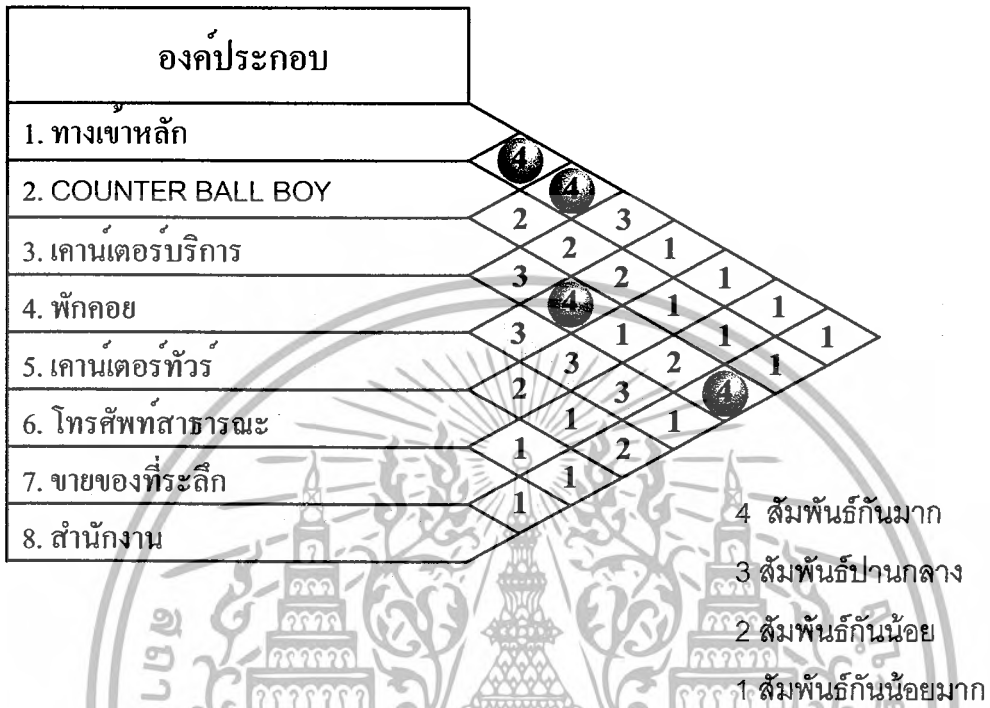 องค์ประกอบ
1. ทางเข้าหลัก
4
2. COUNTER BALL BOY 4
2 3
3. เคาน์เตอร์บริการ 2 1
3 2 1
4. พักคอย 4 1 1
3 1 1 1
5. เคาน์เตอร์ทัวร์ 3 2 1
2 3 4
6. โทรศัพท์สาธารณะ 1 1
1 2
7. ขายของที่ระลึก 1
1
8. สำนักงาน
4 สัมพันธ์กันมาก
3 สัมพันธ์ปานกลาง
2 สัมพันธ์กันน้อย
1 สัมพันธ์กันน้อยมาก